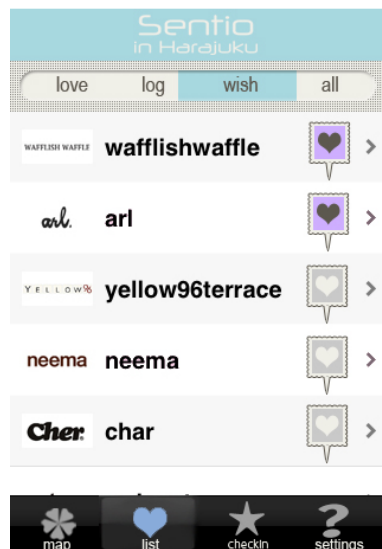 Sentio
in Harajuku
love log wish all
WAFFLISH WAFFLE wafflishwaffle
arl. arl
YELLOW96 yellow96terrace
neema neema
Cher. char
map list checkIn settings